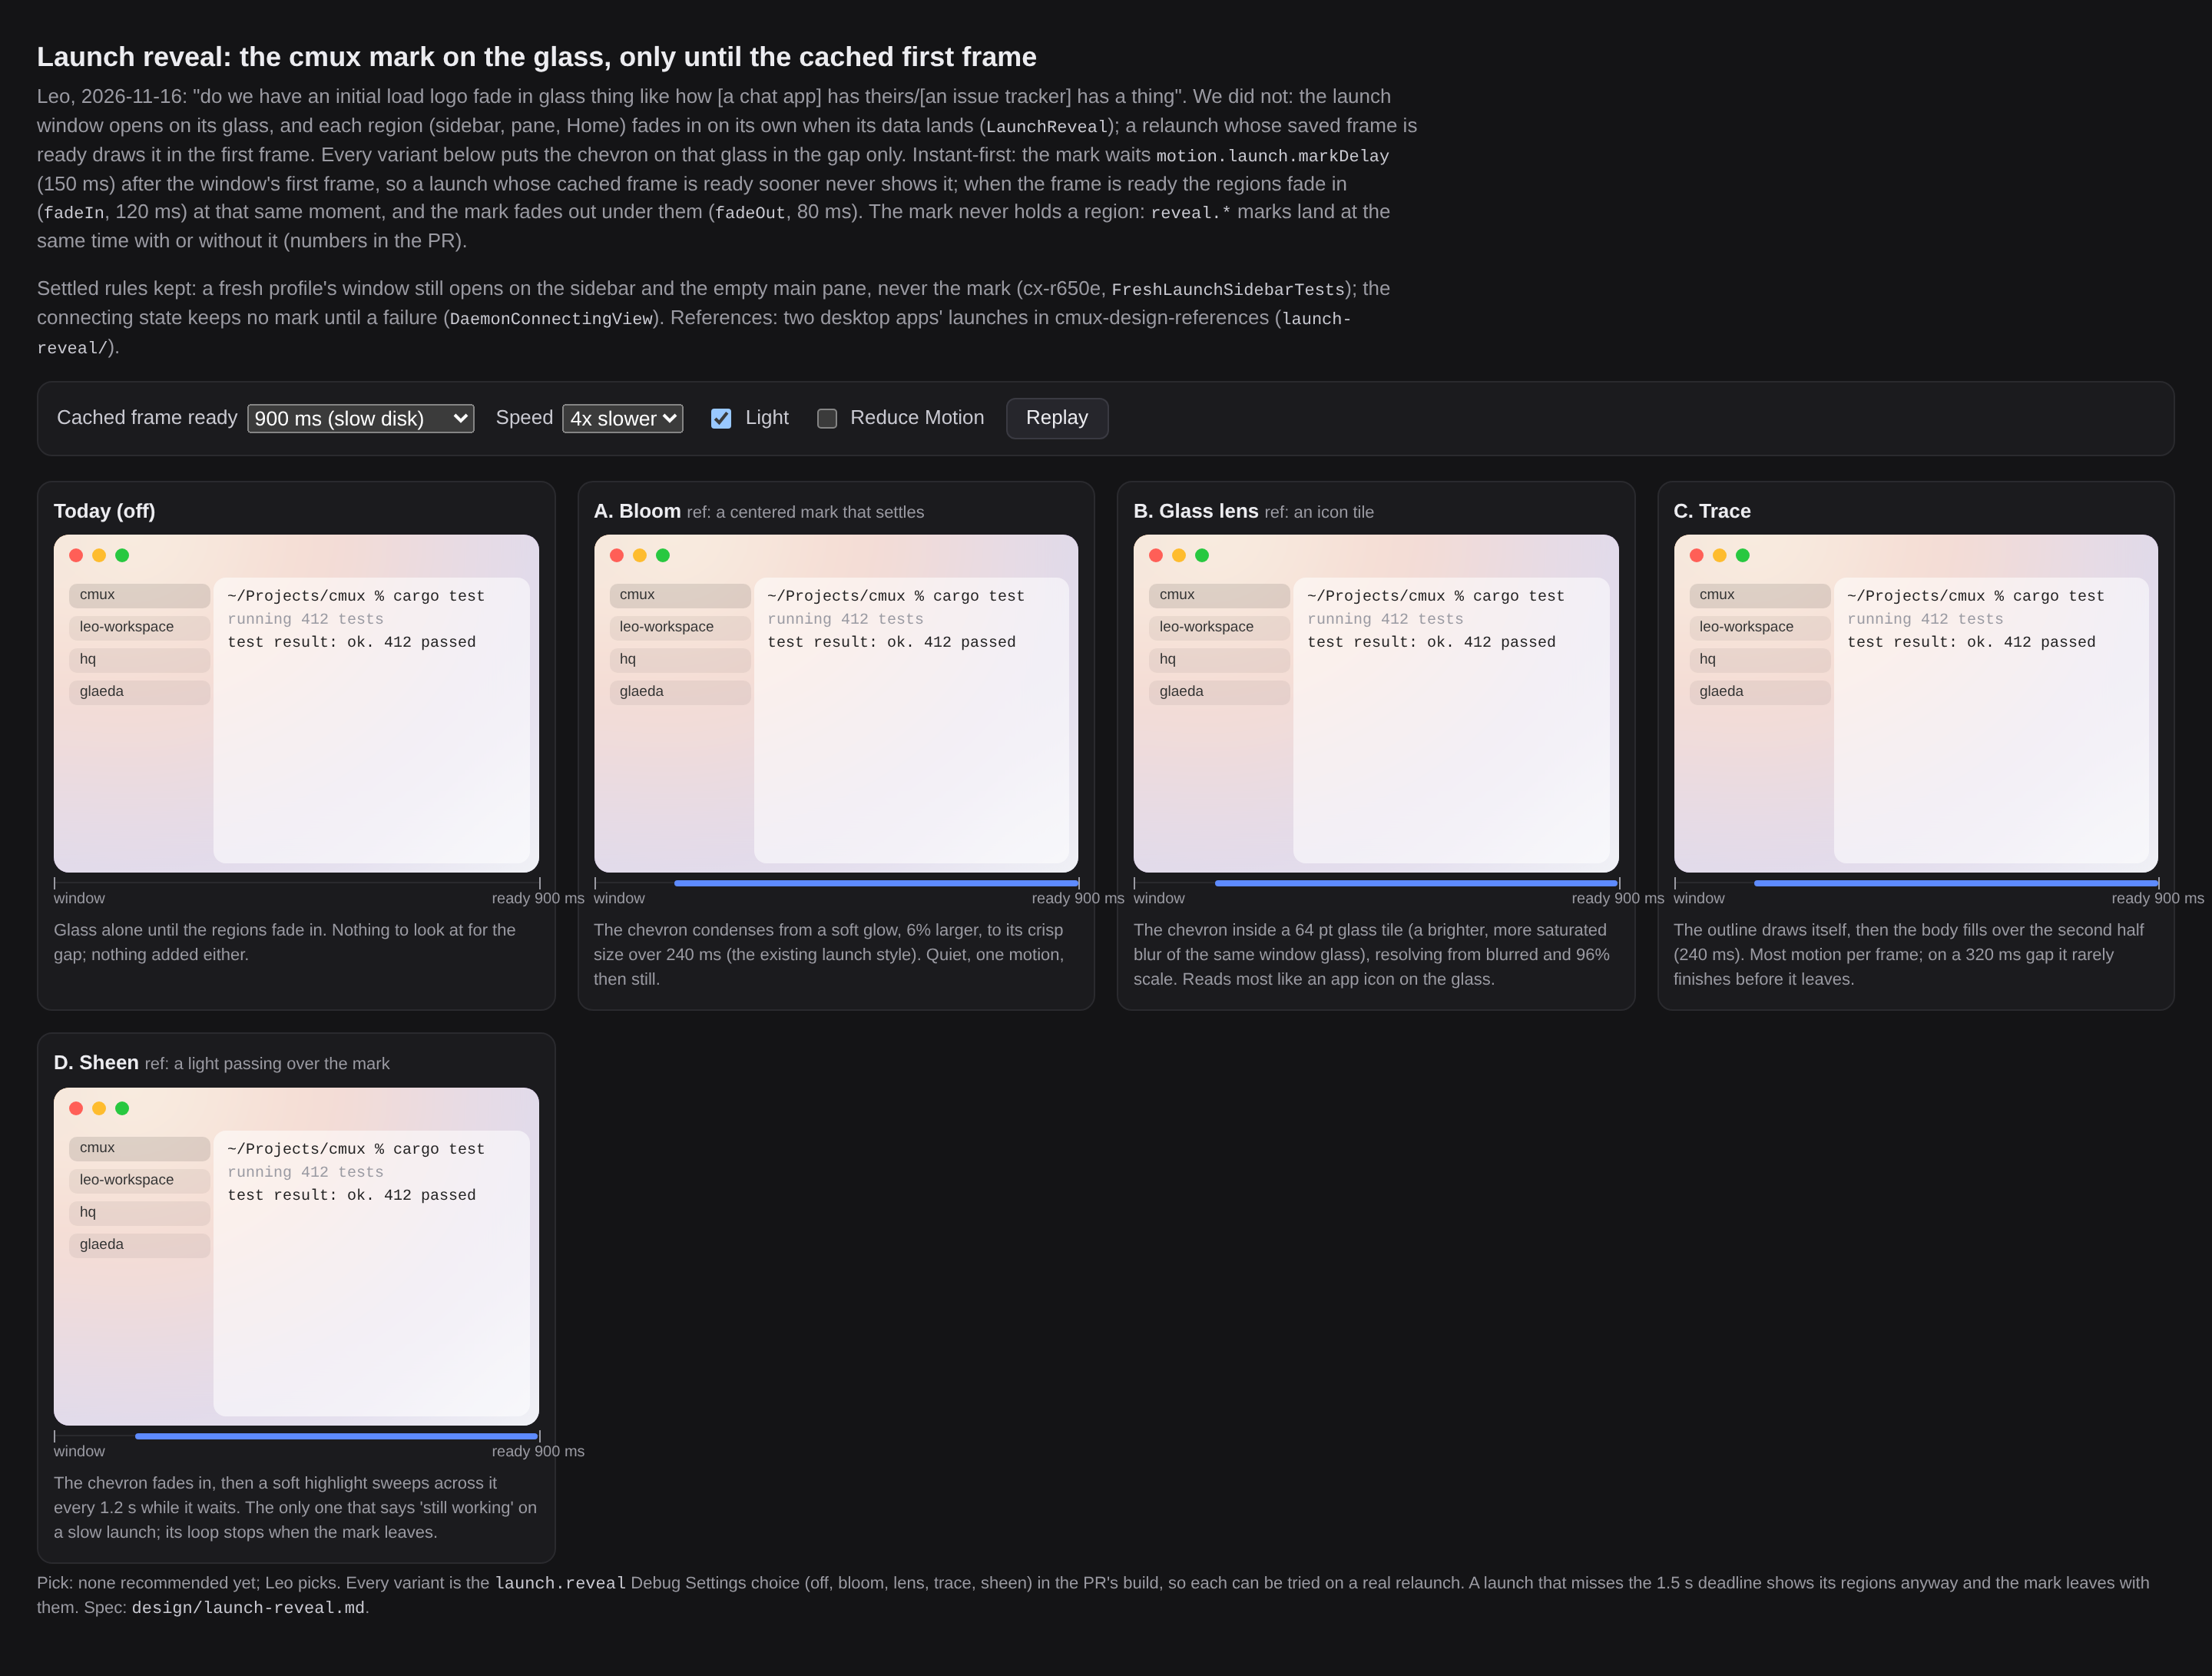 Launch reveal: the cmux mark on the glass, only until the cached first frame
Leo, 2026-11-16: "do we have an initial load logo fade in glass thing like how [a chat app] has theirs/[an issue tracker] has a thing". We did not: the launch
window opens on its glass, and each region (sidebar, pane, Home) fades in on its own when its data lands (LaunchReveal); a relaunch whose saved frame is
ready draws it in the first frame. Every variant below puts the chevron on that glass in the gap only. Instant-first: the mark waits motion.launch.markDelay
(150 ms) after the window's first frame, so a launch whose cached frame is ready sooner never shows it; when the frame is ready the regions fade in
(fadeIn, 120 ms) at that same moment, and the mark fades out under them (fadeOut, 80 ms). The mark never holds a region: reveal.* marks land at the
same time with or without it (numbers in the PR).
Settled rules kept: a fresh profile's window still opens on the sidebar and the empty main pane, never the mark (cx-r650e, FreshLaunchSidebarTests); the
connecting state keeps no mark until a failure (DaemonConnectingView). References: two desktop apps' launches in cmux-design-references (launch-
reveal/).
Cached frame ready 900 ms (slow disk) Speed 4x slower Light Reduce Motion Replay
Today (off)
cmux
leo-workspace
hq
glaeda
~/Projects/cmux % cargo test
running 412 tests
test result: ok. 412 passed
window ready 900 ms
Glass alone until the regions fade in. Nothing to look at for the
gap; nothing added either.
A. Bloom ref: a centered mark that settles
cmux
leo-workspace
hq
glaeda
~/Projects/cmux % cargo test
running 412 tests
test result: ok. 412 passed
window ready 900 ms
The chevron condenses from a soft glow, 6% larger, to its crisp
size over 240 ms (the existing launch style). Quiet, one motion,
then still.
B. Glass lens ref: an icon tile
cmux
leo-workspace
hq
glaeda
~/Projects/cmux % cargo test
running 412 tests
test result: ok. 412 passed
window ready 900 ms
The chevron inside a 64 pt glass tile (a brighter, more saturated
blur of the same window glass), resolving from blurred and 96%
scale. Reads most like an app icon on the glass.
C. Trace
cmux
leo-workspace
hq
glaeda
~/Projects/cmux % cargo test
running 412 tests
test result: ok. 412 passed
window ready 900 ms
The outline draws itself, then the body fills over the second half
(240 ms). Most motion per frame; on a 320 ms gap it rarely
finishes before it leaves.
D. Sheen ref: a light passing over the mark
cmux
leo-workspace
hq
glaeda
~/Projects/cmux % cargo test
running 412 tests
test result: ok. 412 passed
window ready 900 ms
The chevron fades in, then a soft highlight sweeps across it
every 1.2 s while it waits. The only one that says 'still working' on
a slow launch; its loop stops when the mark leaves.
Pick: none recommended yet; Leo picks. Every variant is the launch.reveal Debug Settings choice (off, bloom, lens, trace, sheen) in the PR's build, so each can be tried on a real relaunch. A launch that misses the 1.5 s deadline shows its regions anyway and the mark leaves with
them. Spec: design/launch-reveal.md.